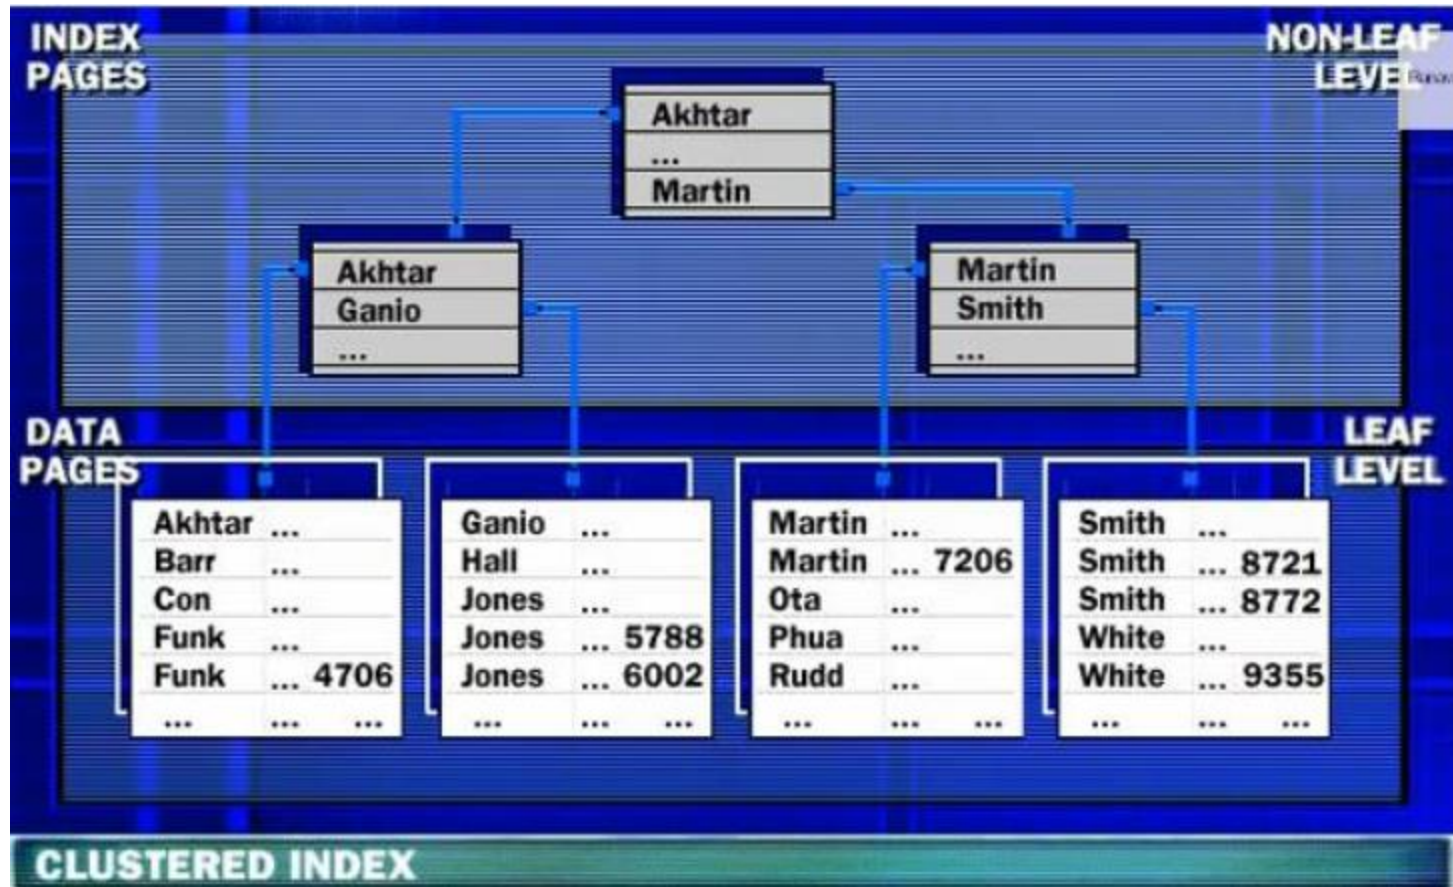 INDEX PAGES
NON-LEAF LEVEL
Akhtar
...
Martin
Akhtar
Ganio
...
Martin
Smith
...
DATA PAGES
LEAF LEVEL
Akhtar ...
Barr ...
Con ...
Funk ...
Funk ... 4706
... ... ...
Ganio ...
Hall ...
Jones ...
Jones ... 5788
Jones ... 6002
... ... ...
Martin ...
Martin ... 7206
Ota ...
Phua ...
Rudd ...
... ... ...
Smith ...
Smith ... 8721
Smith ... 8772
White ...
White ... 9355
... ... ...
CLUSTERED INDEX